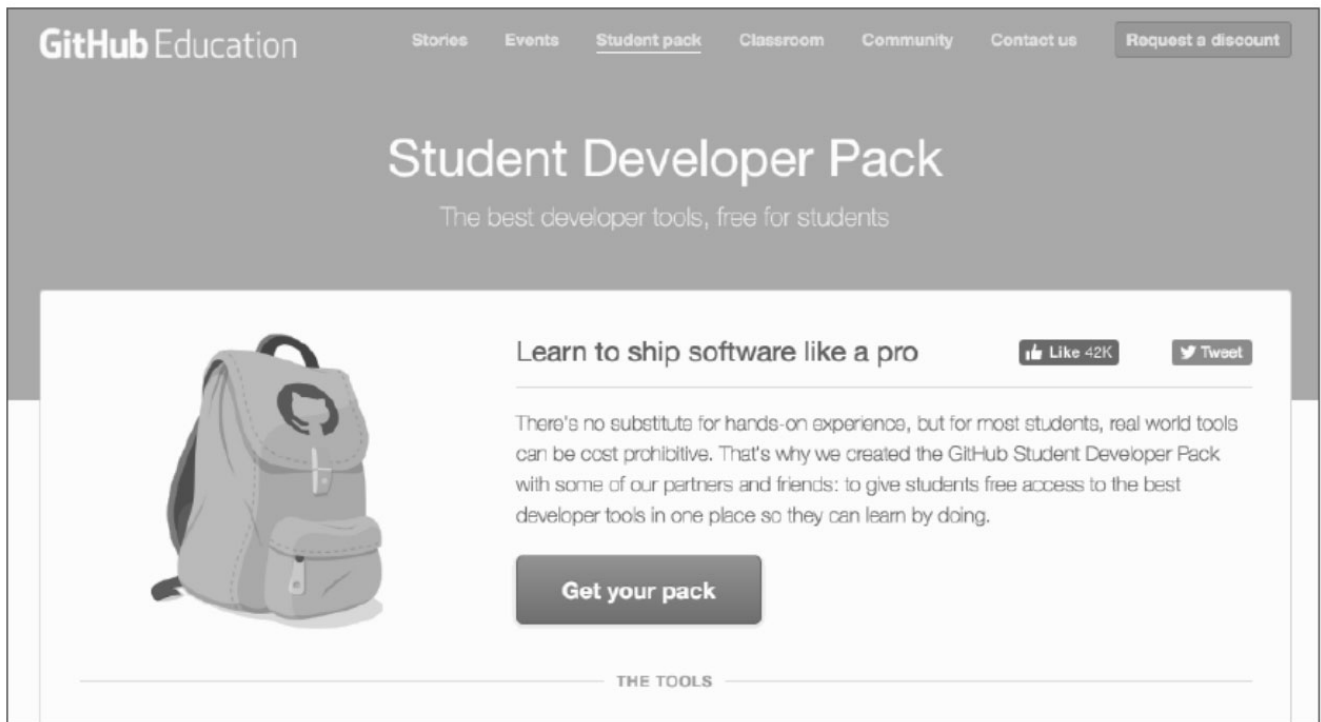 GitHub Education Stories Events Student pack Classroom Community Contact us Request a discount
Student Developer Pack
The best developer tools, free for students
Learn to ship software like a pro Like 42K Tweet
There's no substitute for hands-on experience, but for most students, real world tools
can be cost prohibitive. That's why we created the GitHub Student Developer Pack
with some of our partners and friends: to give students free access to the best
developer tools in one place so they can learn by doing.
Get your pack
THE TOOLS